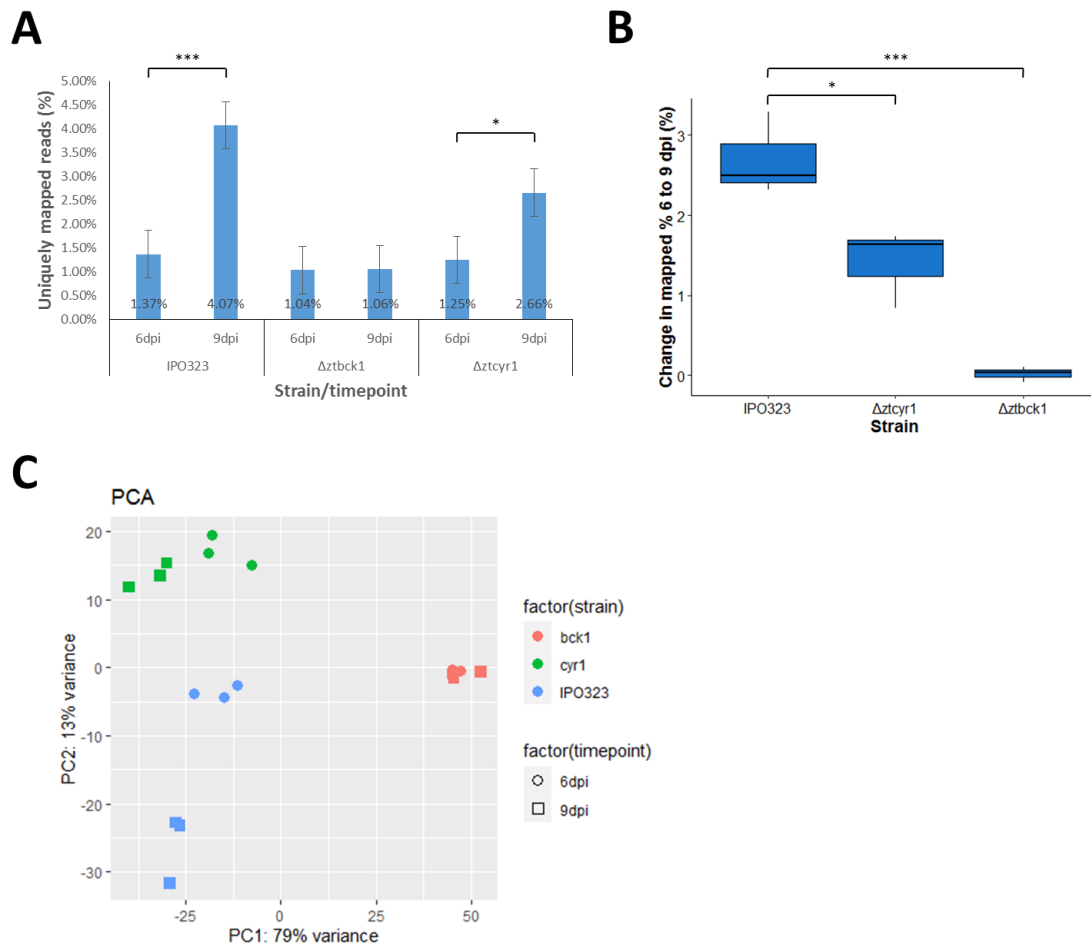 A
***
5.00%
4.50%
4.00%
3.50%
3.00%
2.50%
2.00%
1.50%
1.00%
0.50%
0.00%
Uniquely mapped reads (%)
*
1.37%
4.07%
1.04%
1.06%
1.25%
2.66%
6dpi
9dpi
6dpi
9dpi
6dpi
9dpi
IPO323
Δztbck1
Δztcyr1
Strain/timepoint
B
***
*
Change in mapped % 6 to 9 dpi (%)
3
2
1
0
IPO323
Δztcyr1
Δztbck1
Strain
C
PCA
20
10
0
-10
-20
-30
PC2: 13% variance
-25
0
25
50
PC1: 79% variance
factor(strain)
bck1
cyr1
IPO323
factor(timepoint)
6dpi
9dpi